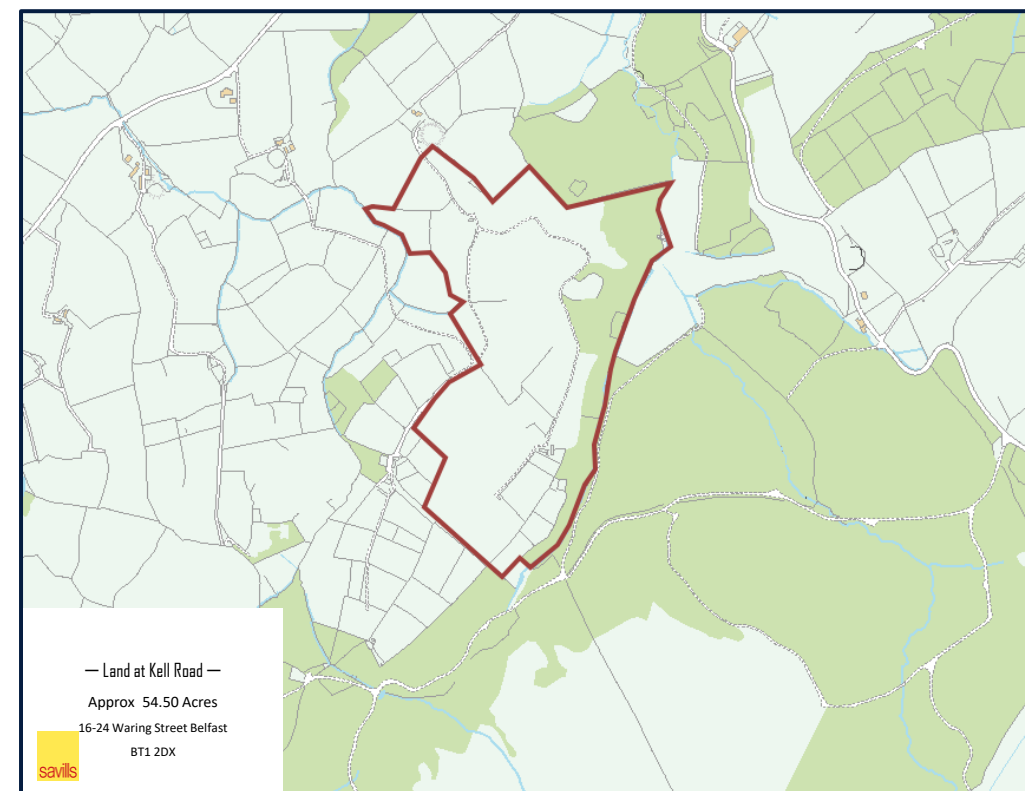 — Land at Kell Road —
Approx 54.50 Acres
16-24 Waring Street Belfast
BT1 2DX
savills